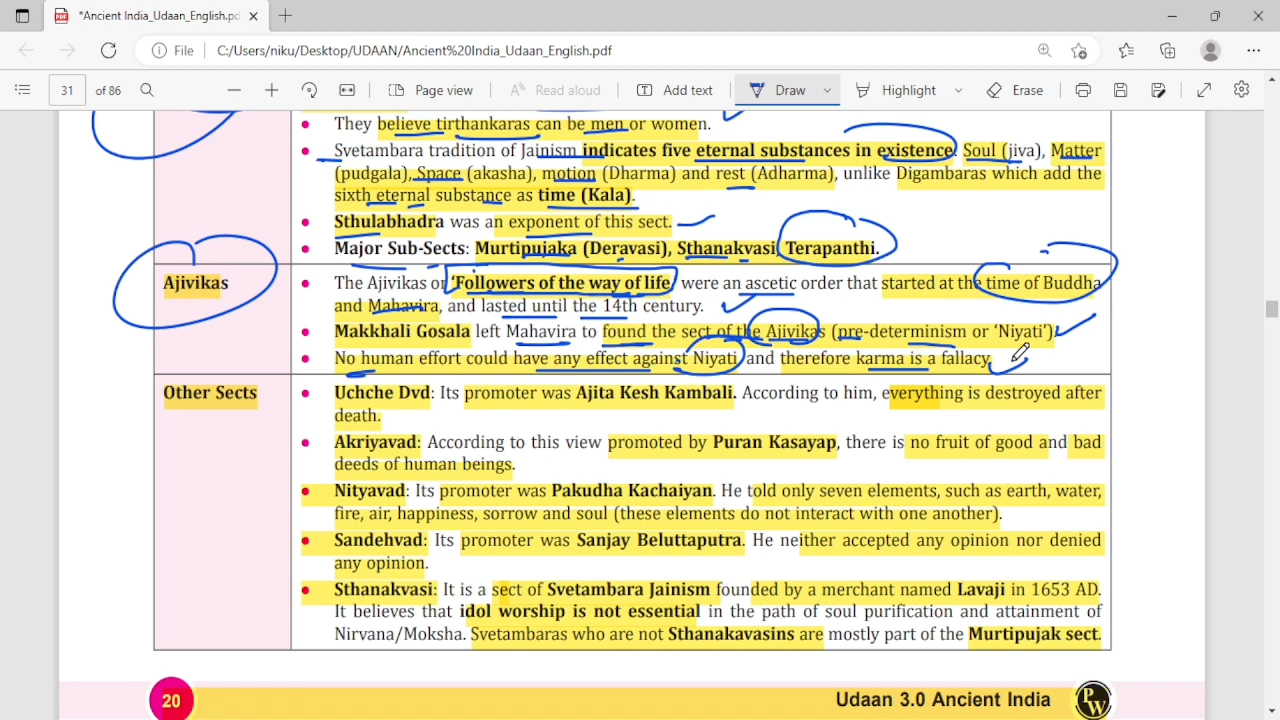 *Ancient India_Udaan_English.pd
File
C:/Users/niku/Desktop/UDAAN/Ancient%20India_Udaan_English.pdf
31 of 86
Page view
Read aloud
Add text
Draw
Highlight
Erase
They believe tirthankaras can be men or women.
Svetambara tradition of Jainism indicates five eternal substances in existence. Soul (jiva), Matter
(pudgala), Space (akasha), motion (Dharma) and rest (Adharma), unlike Digambaras which add the
sixth eternal substance as time (Kala).
Sthulabhadra was an exponent of this sect.
Major Sub-Sects: Murtipujaka (Deravasi), Sthanakvasi, Terapanthi.
Ajivikas
The Ajivikas or 'Followers of the way of life' were an ascetic order that started at the time of Buddha
and Mahavira, and lasted until the 14th century.
Makkhali Gosala left Mahavira to found the sect of the Ajivikas (pre-determinism or 'Niyati').
No human effort could have any effect against Niyati, and therefore karma is a fallacy.
Other Sects
Uchche Dvd: Its promoter was Ajita Kesh Kambali. According to him, everything is destroyed after
death.
Akriyavad: According to this view promoted by Puran Kasayap, there is no fruit of good and bad
deeds of human beings.
Nityavad: Its promoter was Pakudha Kachaiyan. He told only seven elements, such as earth, water,
fire, air, happiness, sorrow and soul (these elements do not interact with one another).
Sandehvad: Its promoter was Sanjay Beluttaputra. He neither accepted any opinion nor denied
any opinion.
Sthanakvasi: It is a sect of Svetambara Jainism founded by a merchant named Lavaji in 1653 AD.
It believes that idol worship is not essential in the path of soul purification and attainment of
Nirvana/Moksha. Svetambaras who are not Sthanakavasins are mostly part of the Murtipujak sect.
20
Udaan 3.0 Ancient India
PW